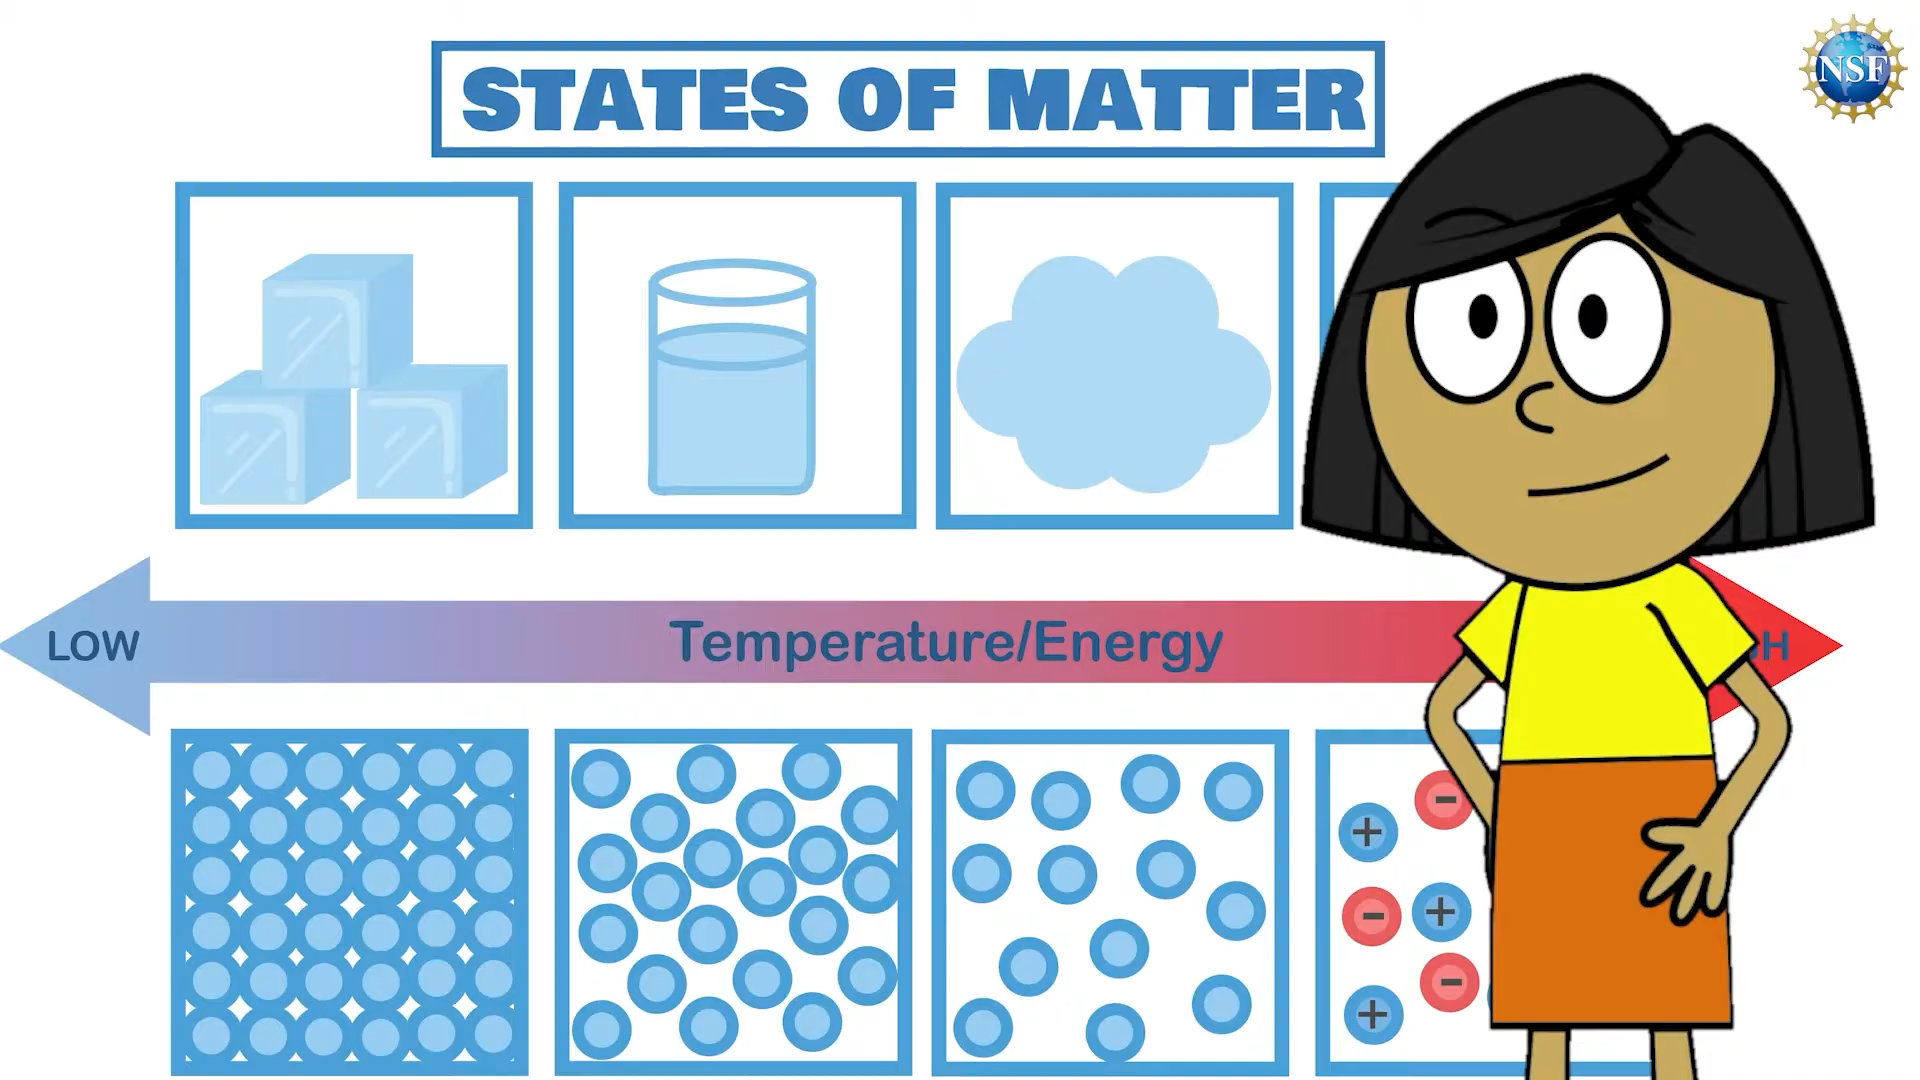 STATES OF MATTER
NSF
LOW
Temperature/Energy
+
-
-
+
-
+